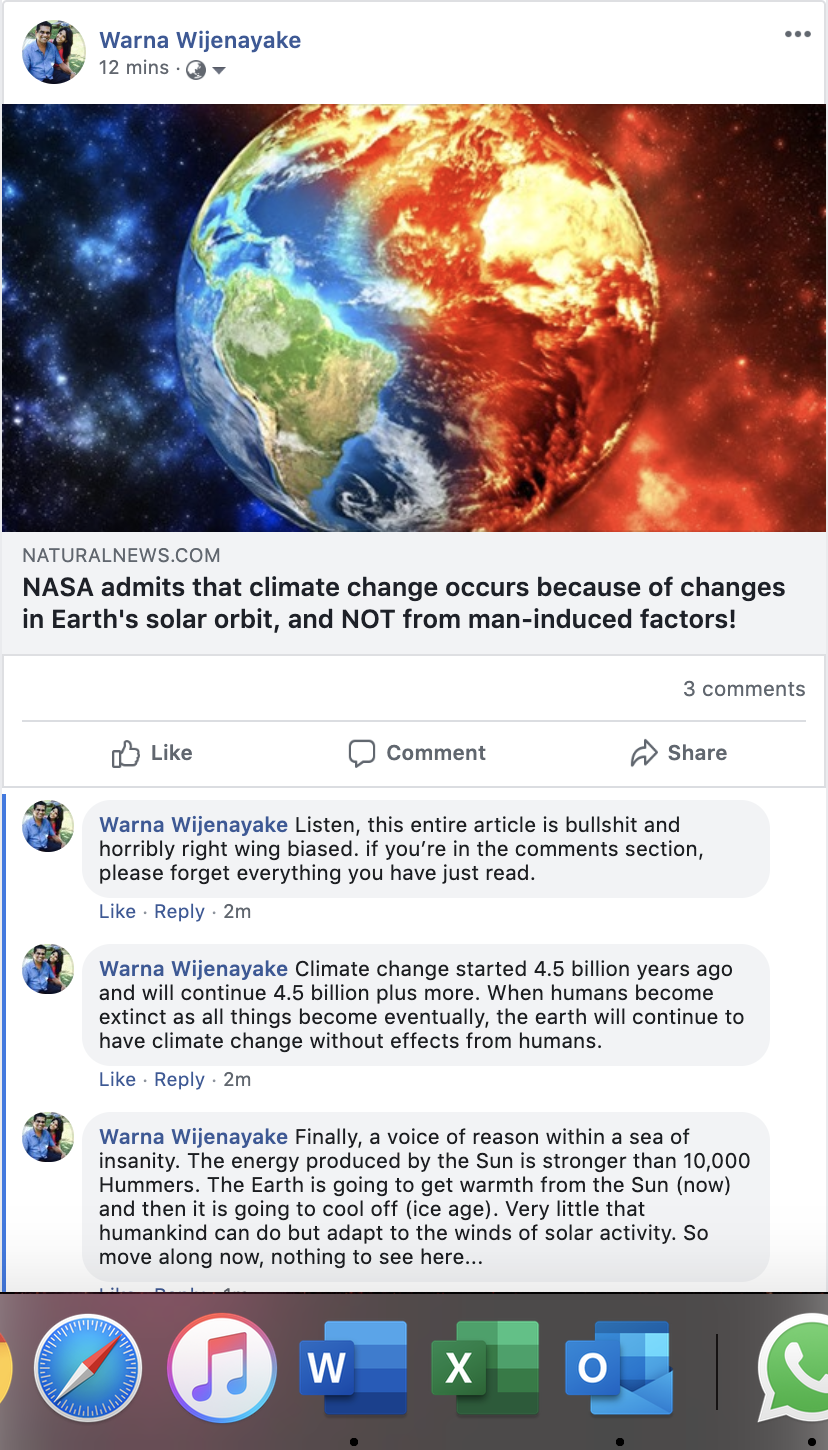 Warna Wijenayake
12 mins ·
NATURALNEWS.COM
NASA admits that climate change occurs because of changes
in Earth's solar orbit, and NOT from man-induced factors!
3 comments
Like Comment Share
Warna Wijenayake Listen, this entire article is bullshit and
horribly right wing biased. if you’re in the comments section,
please forget everything you have just read.
Like · Reply · 2m
Warna Wijenayake Climate change started 4.5 billion years ago
and will continue 4.5 billion plus more. When humans become
extinct as all things become eventually, the earth will continue to
have climate change without effects from humans.
Like · Reply · 2m
Warna Wijenayake Finally, a voice of reason within a sea of
insanity. The energy produced by the Sun is stronger than 10,000
Hummers. The Earth is going to get warmth from the Sun (now)
and then it is going to cool off (ice age). Very little that
humankind can do but adapt to the winds of solar activity. So
move along now, nothing to see here...
W X O